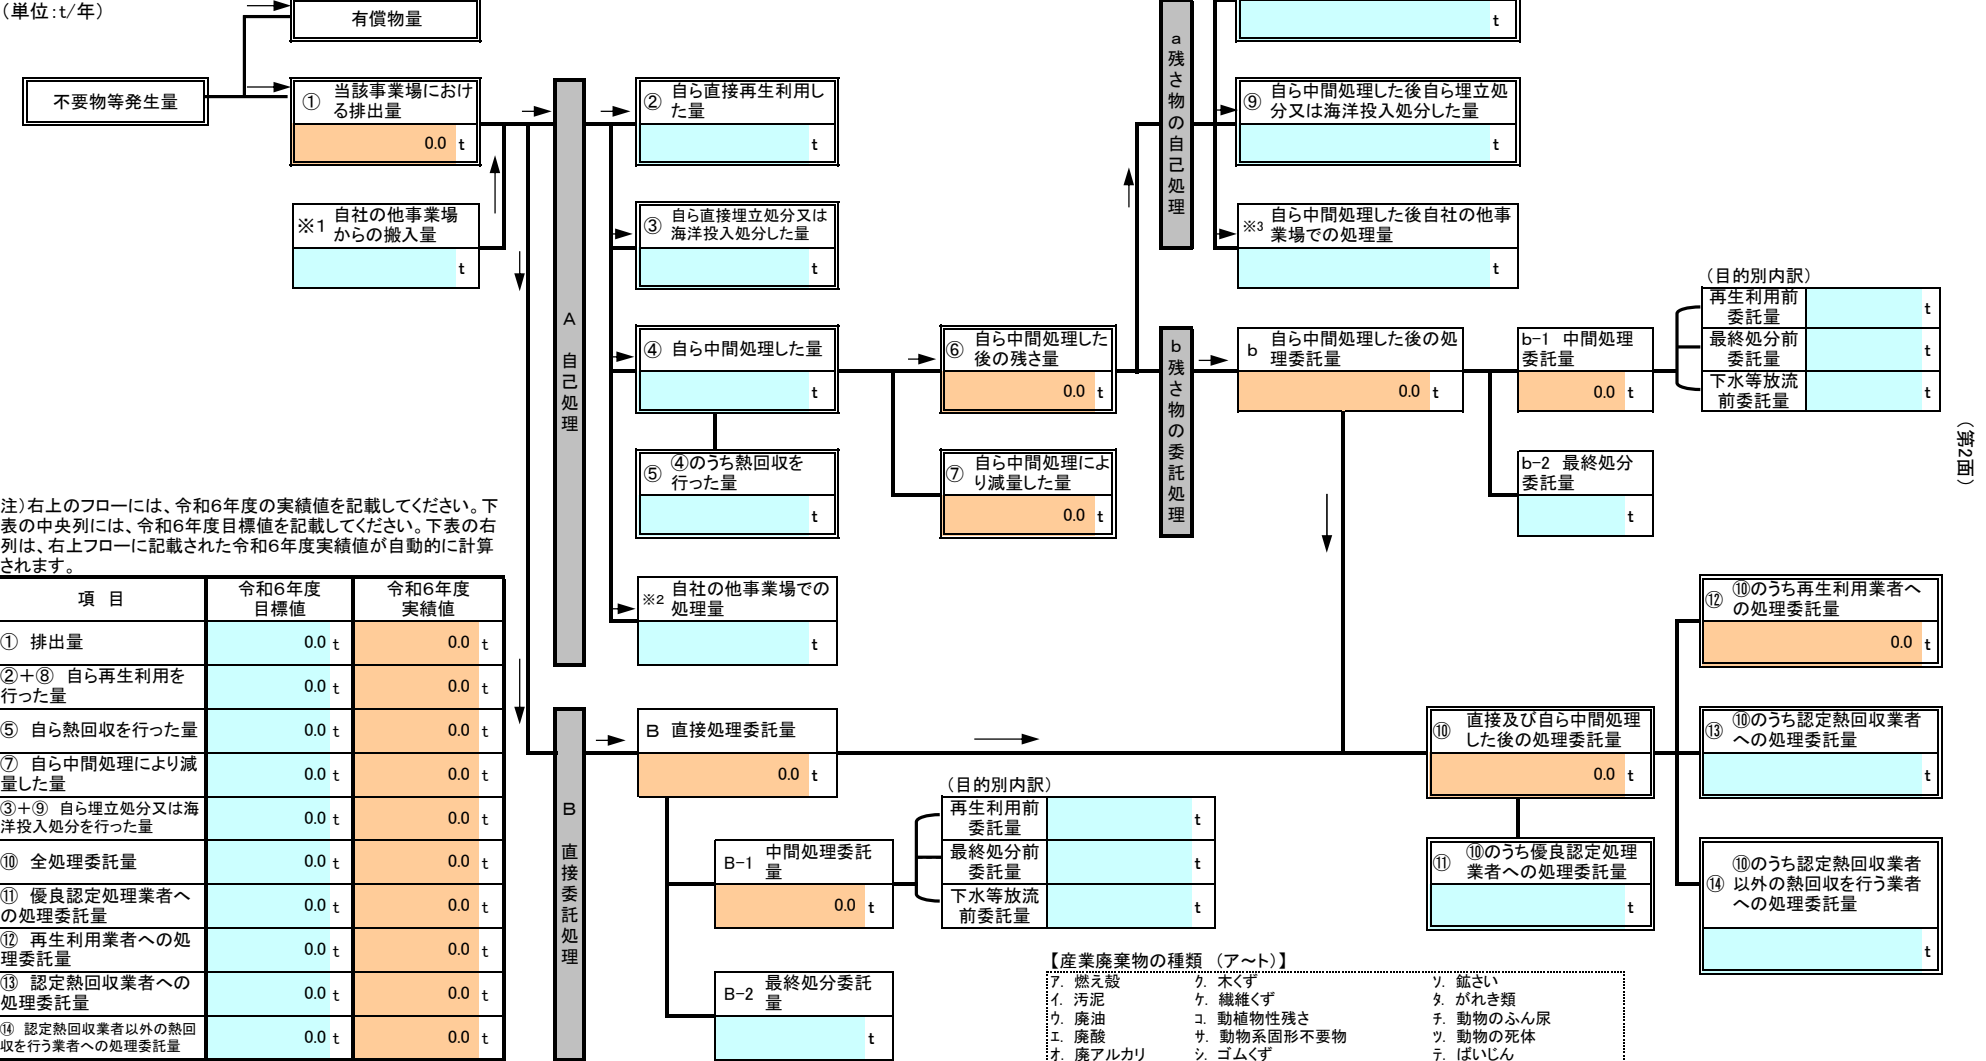 （単位:t/年）
有償物量
t
不要物等発生量
① 当該事業場におけ
る排出量
0.0 t
※1 自社の他事業場
からの搬入量
t
A 自己処理
② 自ら直接再生利用し
た量
t
③ 自ら直接埋立処分又は
海洋投入処分した量
t
④ 自ら中間処理した量
t
⑤ ④のうち熱回収を
行った量
t
※2 自社の他事業場での
処理量
t
⑥ 自ら中間処理した
後の残さ量
0.0 t
⑦ 自ら中間処理によ
り減量した量
0.0 t
a 残さ物の自己処理
⑨ 自ら中間処理した後自ら埋立処
分又は海洋投入処分した量
t
※3 自ら中間処理した後自社の他事
業場での処理量
t
b 残さ物の委託処理
b 自ら中間処理した後の処
理委託量
0.0 t
b-1 中間処理
委託量
0.0 t
b-2 最終処分
委託量
t
（目的別内訳）
再生利用前
委託量
t
最終処分前
委託量
t
下水等放流
前委託量
t
（第2面）
注）右上のフローには、令和6年度の実績値を記載してください。下
表の中央列には、令和6年度目標値を記載してください。下表の右
列は、右上フローに記載された令和6年度実績値が自動的に計算
されます。
項 目 令和6年度 令和6年度
目標値 実績値
① 排出量 0.0 t 0.0 t
②＋⑧ 自ら再生利用を
行った量 0.0 t 0.0 t
⑤ 自ら熱回収を行った量 0.0 t 0.0 t
⑦ 自ら中間処理により減
量した量 0.0 t 0.0 t
③＋⑨ 自ら埋立処分又は海
洋投入処分を行った量 0.0 t 0.0 t
⑩ 全処理委託量 0.0 t 0.0 t
⑪ 優良認定処理業者へ
の処理委託量 0.0 t 0.0 t
⑫ 再生利用業者への処
理委託量 0.0 t 0.0 t
⑬ 認定熱回収業者への
処理委託量 0.0 t 0.0 t
⑭ 認定熱回収業者以外の熱回
収を行う業者への処理委託量 0.0 t 0.0 t
B 直接委託処理
B 直接処理委託量
0.0 t
B-1 中間処理委託
量
0.0 t
B-2 最終処分委託
量
t
（目的別内訳）
再生利用前
委託量
t
最終処分前
委託量
t
下水等放流
前委託量
t
⑩ 直接及び自ら中間処理
した後の処理委託量
0.0 t
⑪ ⑩のうち優良認定処理
業者への処理委託量
t
⑫ ⑩のうち再生利用業者へ
の処理委託量
0.0 t
⑬ ⑩のうち認定熱回収業者
への処理委託量
t
⑭ ⑩のうち認定熱回収業者
以外の熱回収を行う業者
への処理委託量
t
【産業廃棄物の種類 （ア～ト）】
ア. 燃え殻 ク. 木くず ソ. 鉱さい
イ. 汚泥 ケ. 繊維くず タ. がれき類
ウ. 廃油 コ. 動植物性残さ チ. 動物のふん尿
エ. 廃酸 サ. 動物系固形不要物 ツ. 動物の死体
オ. 廃アルカリ シ. ゴムくず テ. ばいじん